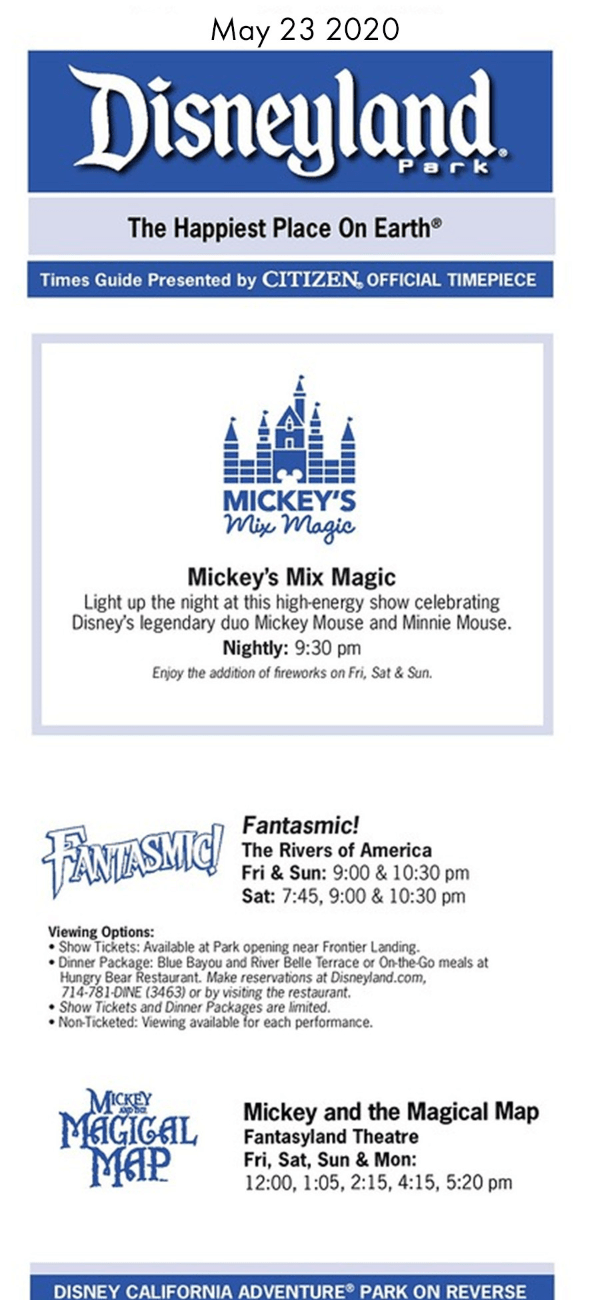 May 23 2020
Disneyland®
Park
The Happiest Place On Earth®
Times Guide Presented by CITIZEN® OFFICIAL TIMEPIECE
MICKEY'S
Mix Magic
Mickey's Mix Magic
Light up the night at this high-energy show celebrating
Disney's legendary duo Mickey Mouse and Minnie Mouse.
Nightly: 9:30 pm
Enjoy the addition of fireworks on Fri, Sat & Sun.
FANTASMIC!
Fantasmic!
The Rivers of America
Fri & Sun: 9:00 & 10:30 pm
Sat: 7:45, 9:00 & 10:30 pm
Viewing Options:
• Show Tickets: Available at Park opening near Frontier Landing.
• Dinner Package: Blue Bayou and River Belle Terrace or On-the-Go meals at
Hungry Bear Restaurant. Make reservations at Disneyland.com,
714-781-DINE (3463) or by visiting the restaurant.
• Show Tickets and Dinner Packages are limited.
• Non-Ticketed: Viewing available for each performance.
MICKEY
AND THE
MAGICAL
MAP
Mickey and the Magical Map
Fantasyland Theatre
Fri, Sat, Sun & Mon:
12:00, 1:05, 2:15, 4:15, 5:20 pm
DISNEY CALIFORNIA ADVENTURE® PARK ON REVERSE